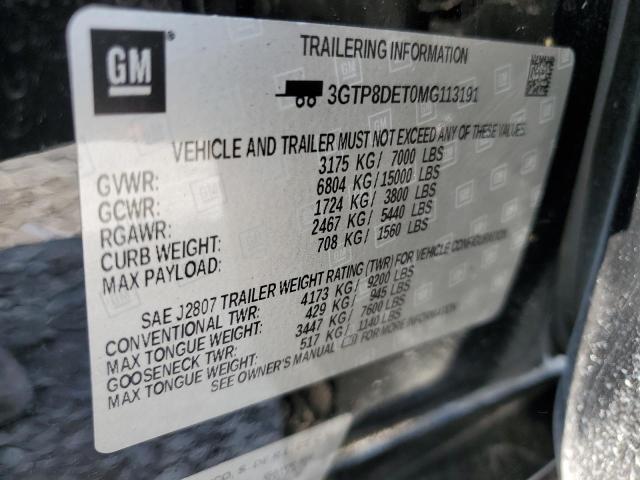 GM
TRAILERING INFORMATION
3GTP8DET0MG113191
VEHICLE AND TRAILER MUST NOT EXCEED ANY OF THESE VALUES.
GVWR: 3175 KG/ 7000 LBS
GCWR: 6804 KG/15000 LBS
RGAWR: 1724 KG/ 3800 LBS
CURB WEIGHT: 2467 KG/ 5440 LBS
MAX PAYLOAD: 708 KG/ 1560 LBS
SAE J2807 TRAILER WEIGHT RATING (TWR) FOR VEHICLE CONFIGURATION
CONVENTIONAL TWR: 4173 KG/ 9200 LBS
MAX TONGUE WEIGHT: 429 KG/ 945 LBS
GOOSENECK TWR: 3447 KG/ 7600 LBS
MAX TONGUE WEIGHT: 517 KG/ 1140 LBS
SEE OWNER'S MANUAL FOR MORE INFORMATION